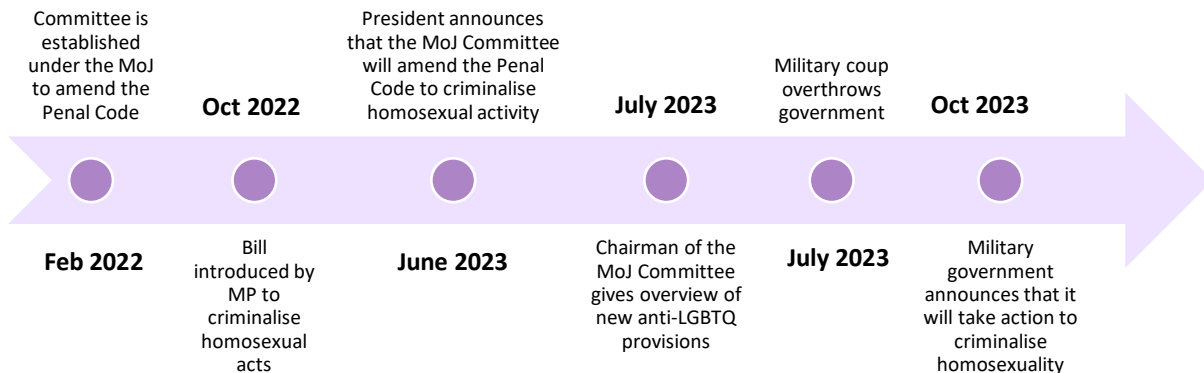 Committee is
established
under the MoJ
to amend the
Penal Code
Feb 2022
Oct 2022
Bill
introduced by
MP to
criminalise
homosexual
acts
President announces
that the MoJ Committee
will amend the Penal
Code to criminalise
homosexual activity
June 2023
July 2023
Chairman of the
MoJ Committee
gives overview of
new anti-LGBTQ
provisions
Military coup
overthrows
government
July 2023
Oct 2023
Military
government
announces that it
will take action to
criminalise
homosexuality